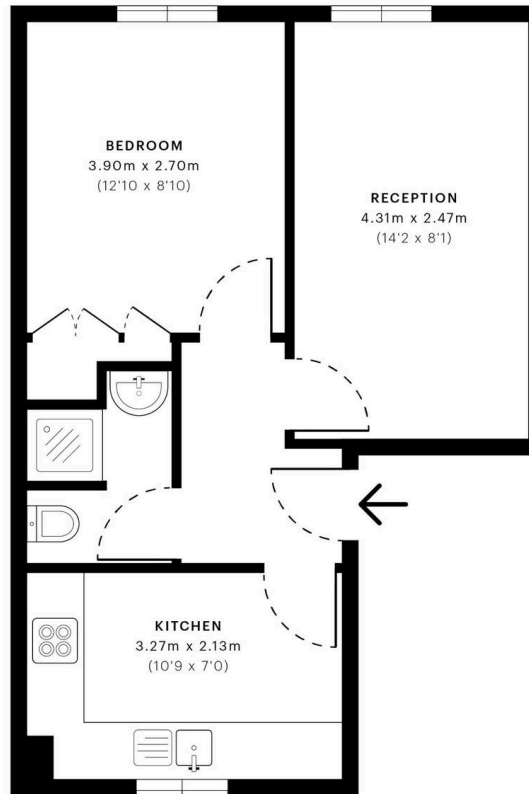 BEDROOM
3.90m x 2.70m
(12'10 x 8'10)
RECEPTION
4.31m x 2.47m
(14'2 x 8'1)
KITCHEN
3.27m x 2.13m
(10'9 x 7'0)